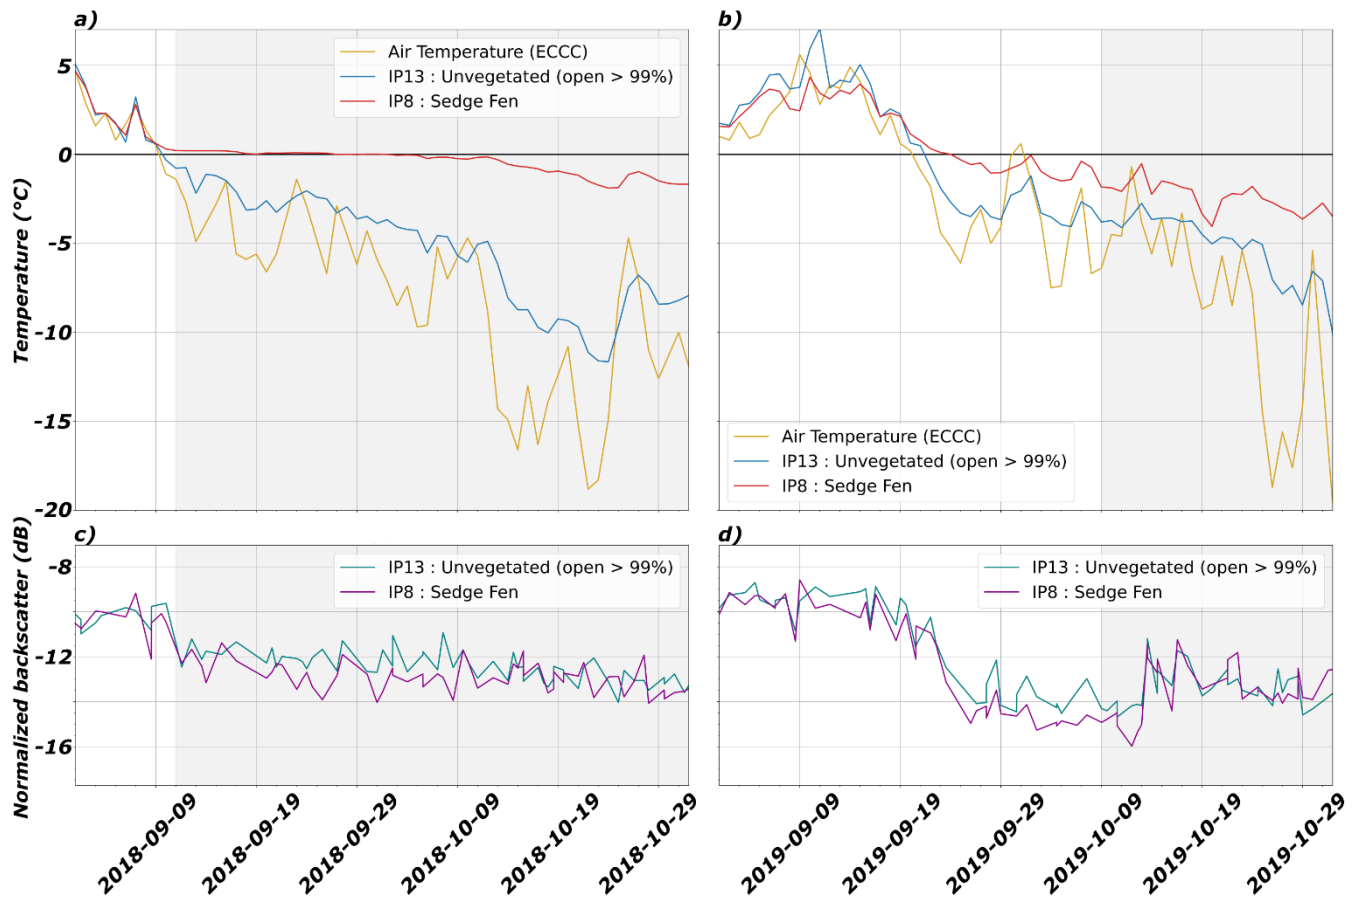 a)
b)
Air Temperature (ECCC)
IP13 : Unvegetated (open > 99%)
IP8 : Sedge Fen
Temperature (°C)
5
0
-5
-10
-15
-20
Air Temperature (ECCC)
IP13 : Unvegetated (open > 99%)
IP8 : Sedge Fen
c)
d)
Normalized backscatter (dB)
-8
-12
-16
IP13 : Unvegetated (open > 99%)
IP8 : Sedge Fen
IP13 : Unvegetated (open > 99%)
IP8 : Sedge Fen
2018-09-09
2018-09-19
2018-09-29
2018-10-09
2018-10-19
2018-10-29
2019-09-09
2019-09-19
2019-09-29
2019-10-09
2019-10-19
2019-10-29